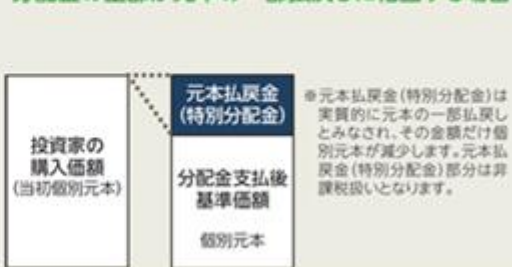 元本払戻金
(特別分配金)
※元本払戻金(特別分配金)は
実質的に元本の一部払戻し
とみなされ、その金額だけ個
別元本が減少します。元本払
戻金(特別分配金)部分は非
課税扱いとなります。
投資家の
購入価額
(当初個別元本)
分配金支払後
基準価額
個別元本